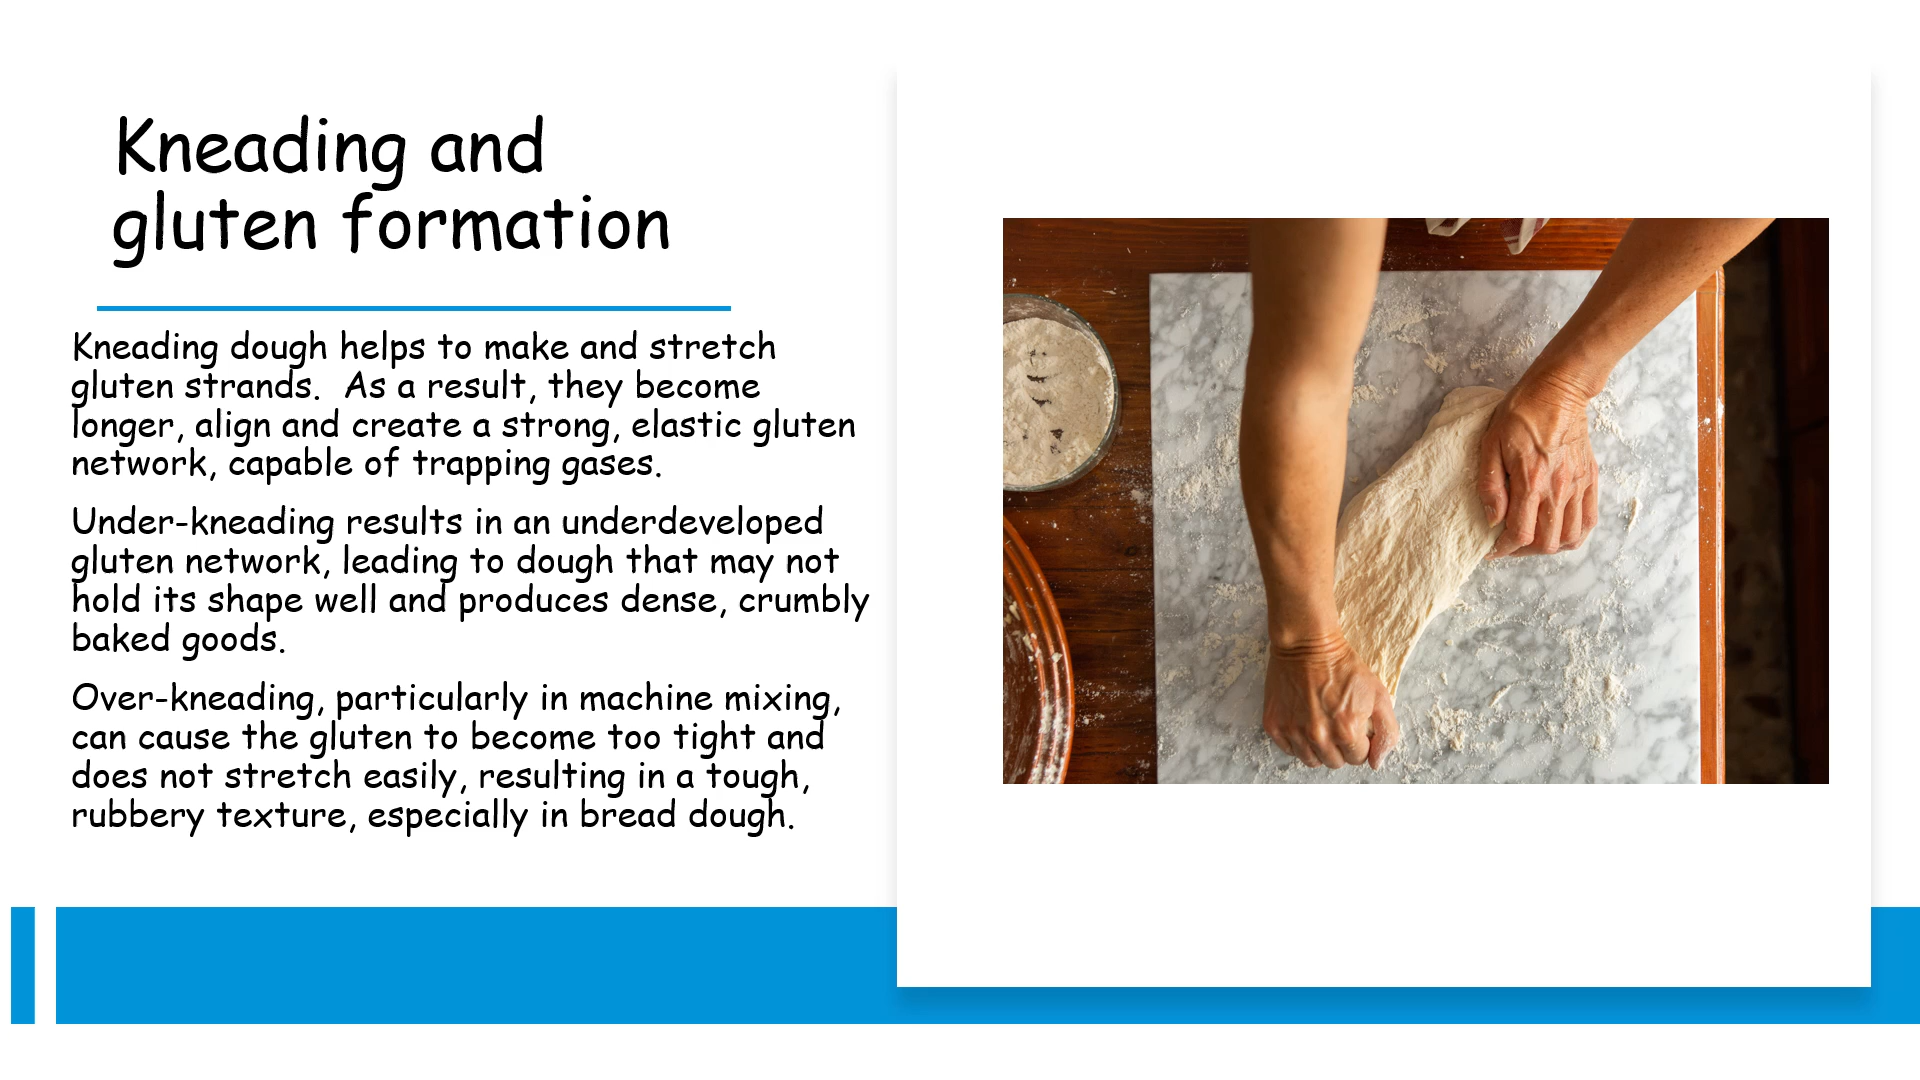 Kneading and
gluten formation
Kneading dough helps to make and stretch
gluten strands.  As a result, they become
longer, align and create a strong, elastic gluten
network, capable of trapping gases.
Under-kneading results in an underdeveloped
gluten network, leading to dough that may not
hold its shape well and produces dense, crumbly
baked goods.
Over-kneading, particularly in machine mixing,
can cause the gluten to become too tight and
does not stretch easily, resulting in a tough,
rubbery texture, especially in bread dough.